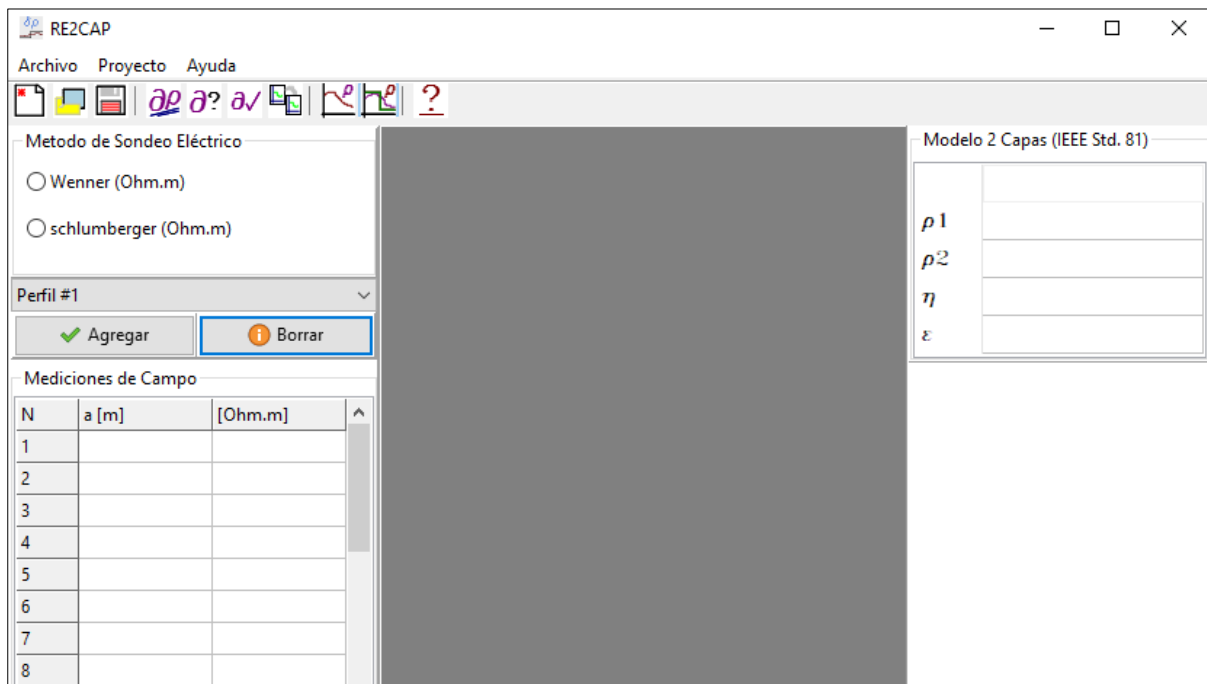 RE2CAP
Archivo Proyecto Ayuda
∂ρ ∂? ∂✓ ρ ρ ?
Metodo de Sondeo Eléctrico
Wenner (Ohm.m)
schlumberger (Ohm.m)
Perfil #1
Agregar Borrar
Mediciones de Campo
N a [m] [Ohm.m]
1
2
3
4
5
6
7
8
Modelo 2 Capas (IEEE Std. 81)
ρ1
ρ2
η
ε